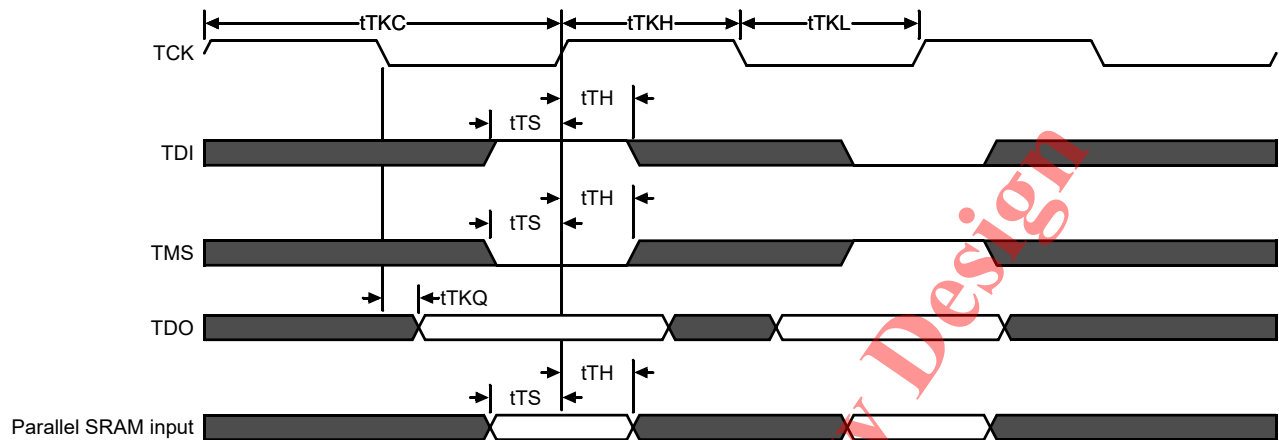 tTKC
tTKH
tTKL
TCK
tTH
tTS
TDI
tTH
tTS
TMS
tTKQ
TDO
tTH
tTS
Parallel SRAM input
Design